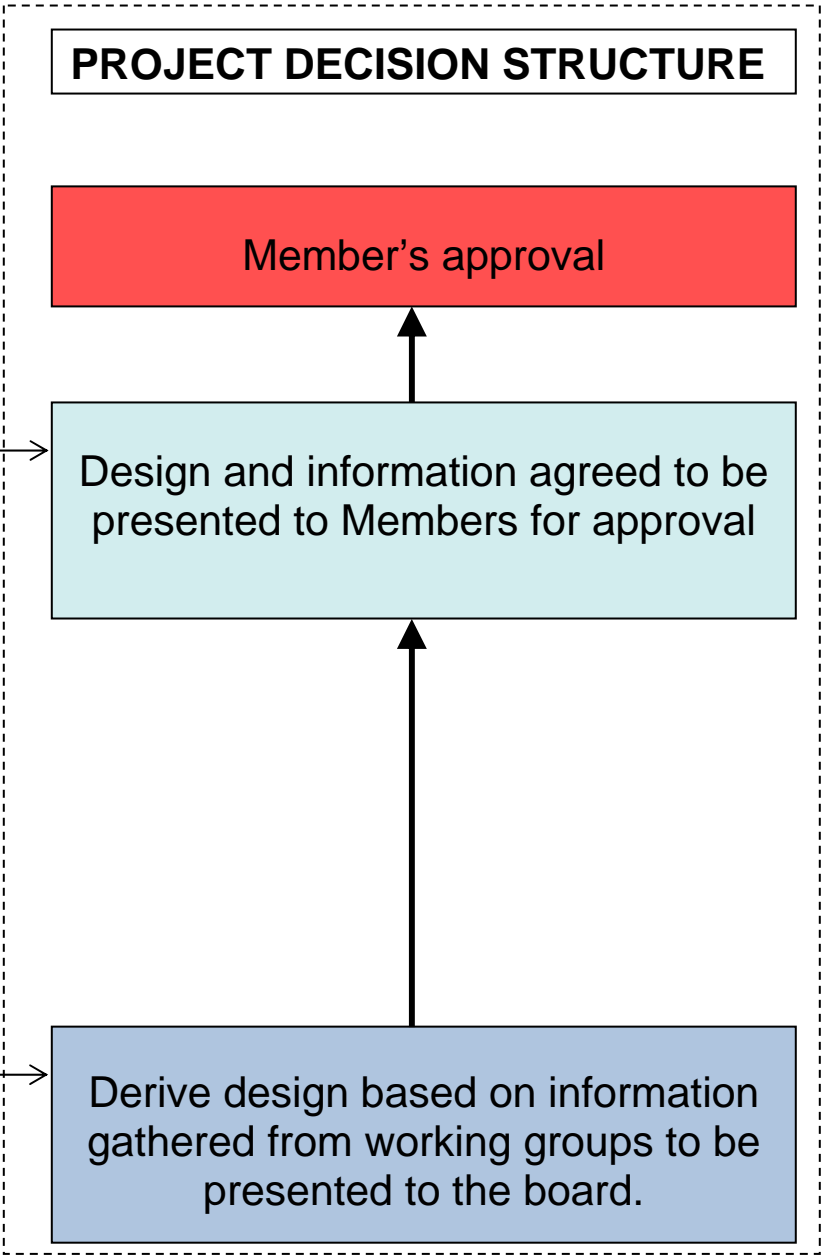 PROJECT DECISION STRUCTURE
Member’s approval
Design and information agreed to be
presented to Members for approval
Derive design based on information
gathered from working groups to be
presented to the board.